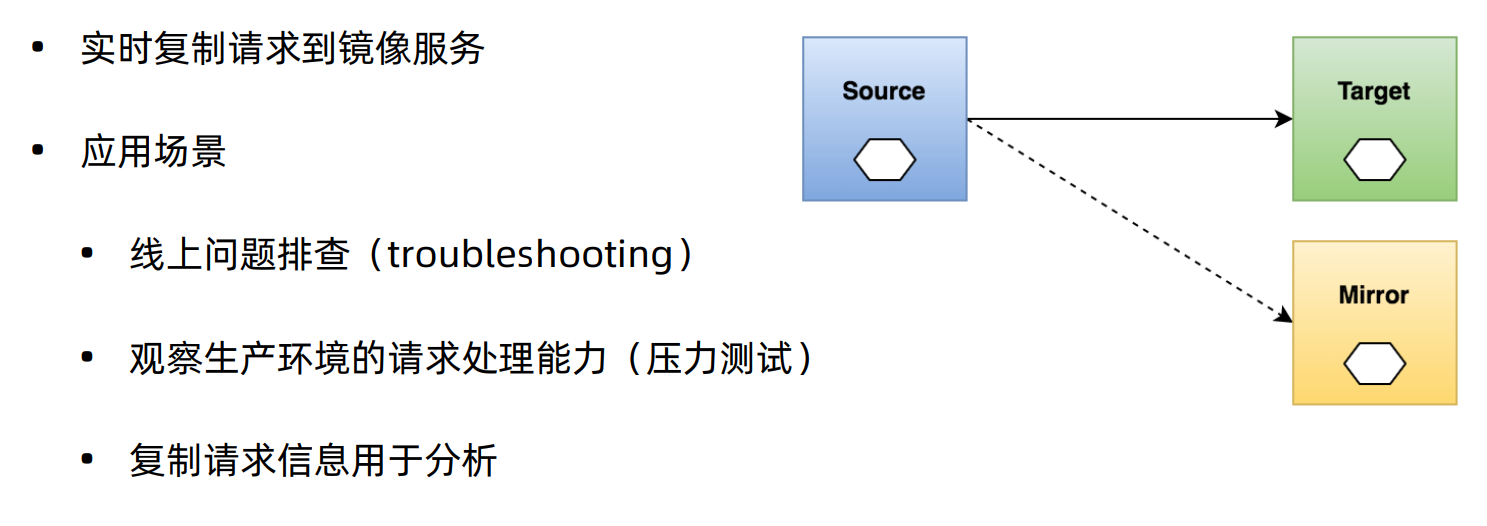 • 实时复制请求到镜像服务
• 应用场景
• 线上问题排查（troubleshooting）
• 观察生产环境的请求处理能力（压力测试）
• 复制请求信息用于分析
Source
Target
Mirror